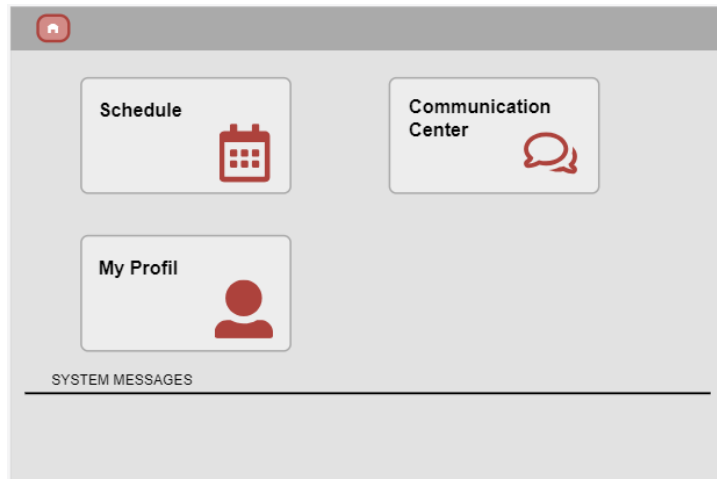 Schedule
Communication
Center
My Profil
SYSTEM MESSAGES